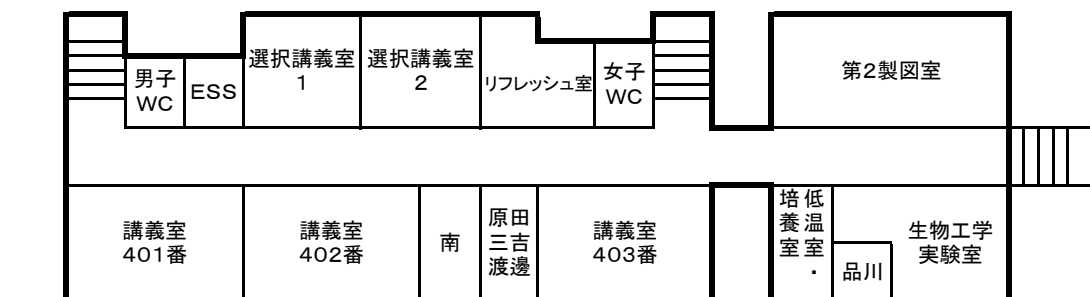 選択講義室
1
選択講義室
2
男子
WC
ESS
リフレッシュ室
女子
WC
第2製図室
講義室
401番
講義室
402番
南
原田
三吉
渡邊
講義室
403番
低温室・
培養室
品川
生物工学
実験室